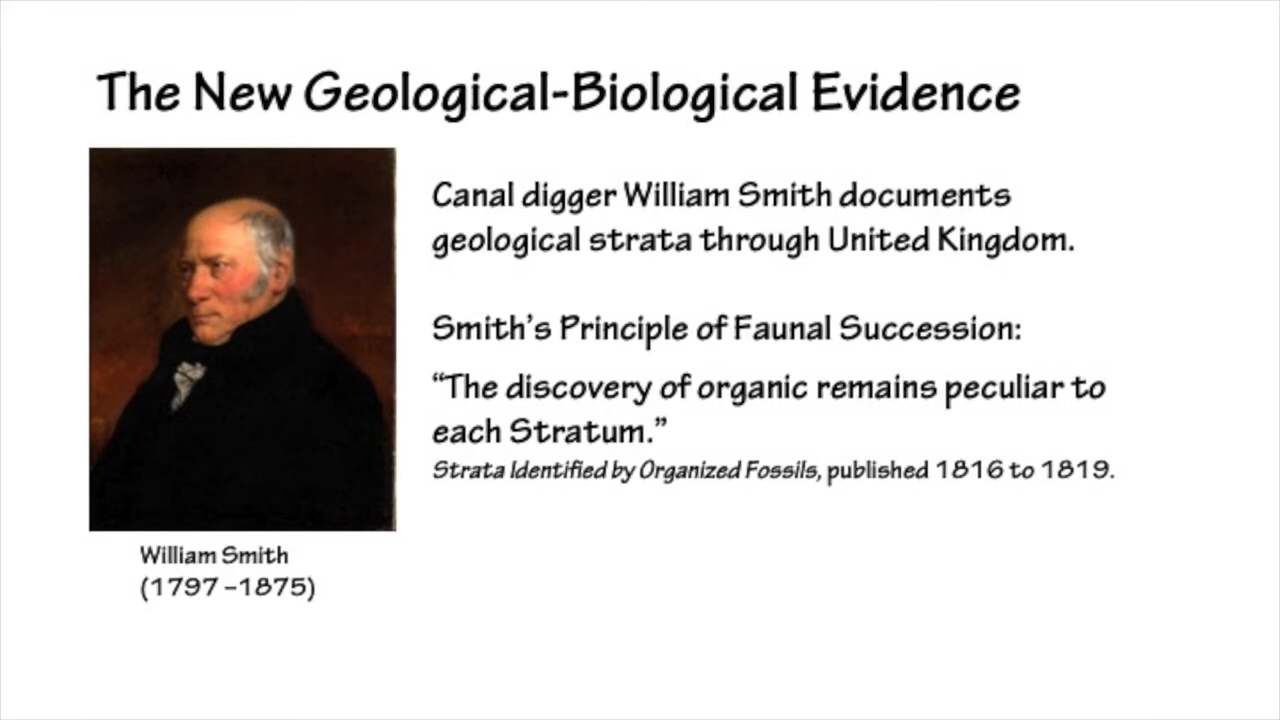 The New Geological-Biological Evidence
Canal digger William Smith documents
geological strata through United Kingdom.
Smith's Principle of Faunal Succession:
“The discovery of organic remains peculiar to
each Stratum.”
Strata Identified by Organized Fossils, published 1816 to 1819.
William Smith
(1797 –1875)